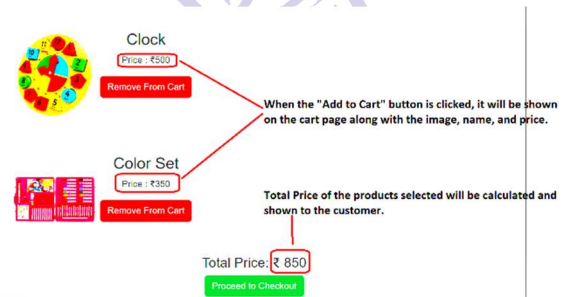 Clock
Price : ₹500
Remove From Cart
When the "Add to Cart" button is clicked, it will be shown
on the cart page along with the image, name, and price.
Color Set
Price : ₹350
Remove From Cart
Total Price of the products selected will be calculated and
shown to the customer.
Total Price: ₹ 850
Proceed to Checkout